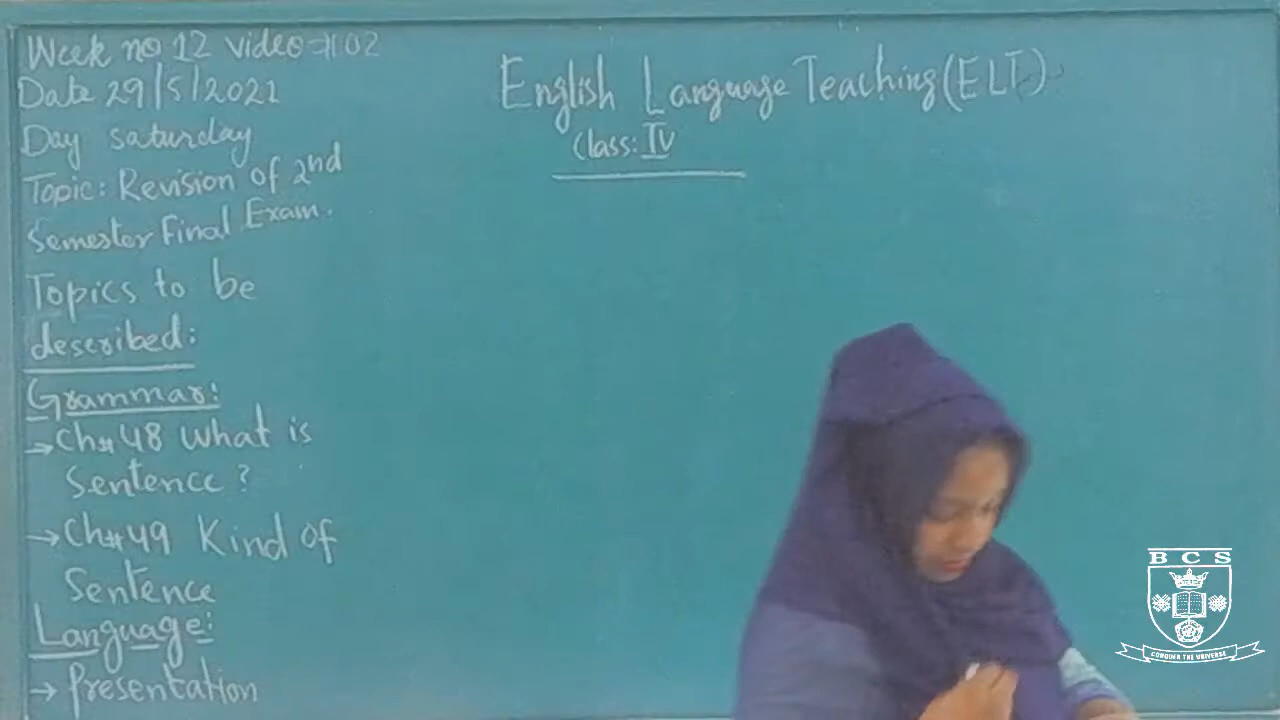 Week no 12 video # 02
Date 29/5/2021
Day saturday
Topic: Revision of 2nd
Semester Final Exam.
Topics to be
described:
Grammar:
→ Ch# 48 What is
Sentence ?
→ Ch# 49 Kind of
Sentence
Language:
→ Presentation
English Language Teaching (ELT)
Class: IV
BCS
CONQUER THE UNIVERSE